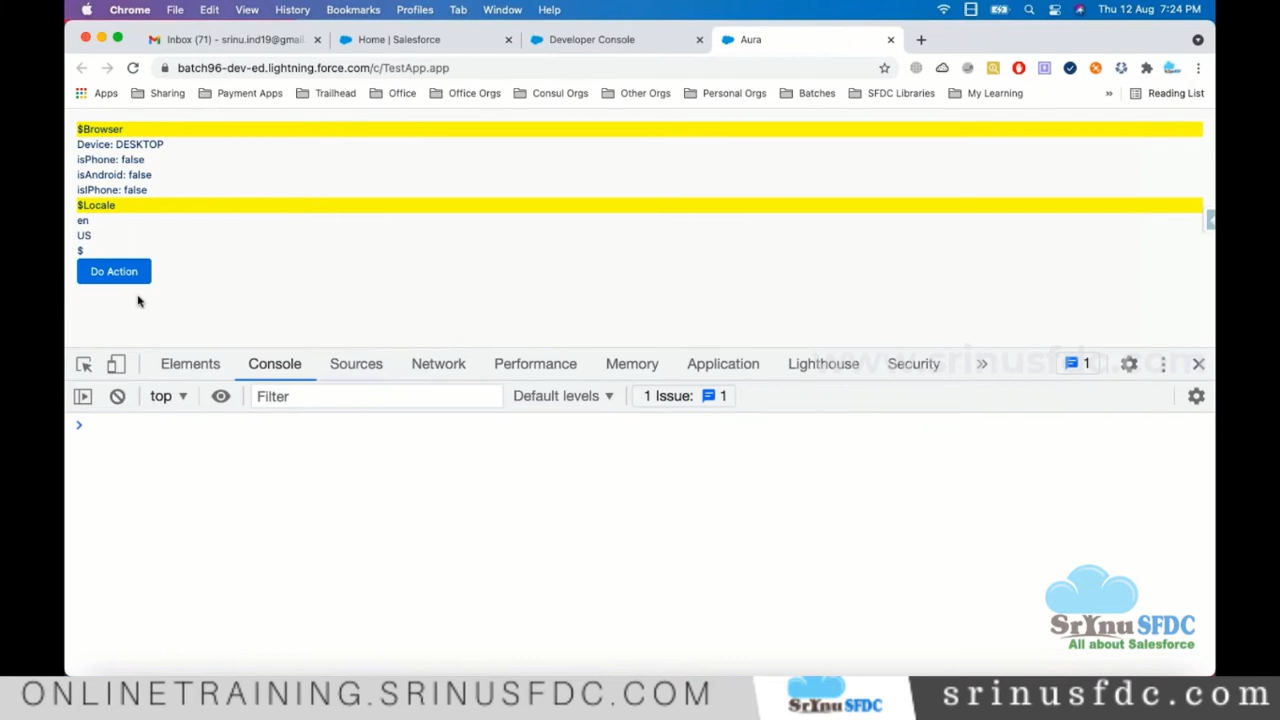 Chrome File Edit View History Bookmarks Profiles Tab Window Help Thu 12 Aug 7:24 PM
Inbox (71) - srinu.ind19@gmail. Home | Salesforce Developer Console Aura
batch96-dev-ed.lightning.force.com/c/TestApp.app
Apps Sharing Payment Apps Trailhead Office Office Orgs Consul Orgs Other Orgs Personal Orgs Batches SFDC Libraries My Learning » Reading List
$Browser
Device: DESKTOP
isPhone: false
isAndroid: false
isIPhone: false
$Locale
en
US
$
Do Action
www.srinusfdc.com
Elements Console Sources Network Performance Memory Application Lighthouse Security » 1
top Filter Default levels 1 Issue: 1
>
SrInu SFDC
All about Salesforce
ONLINETRAINING.SRINUSFDC.COM SrInu SFDC srinusfdc.com